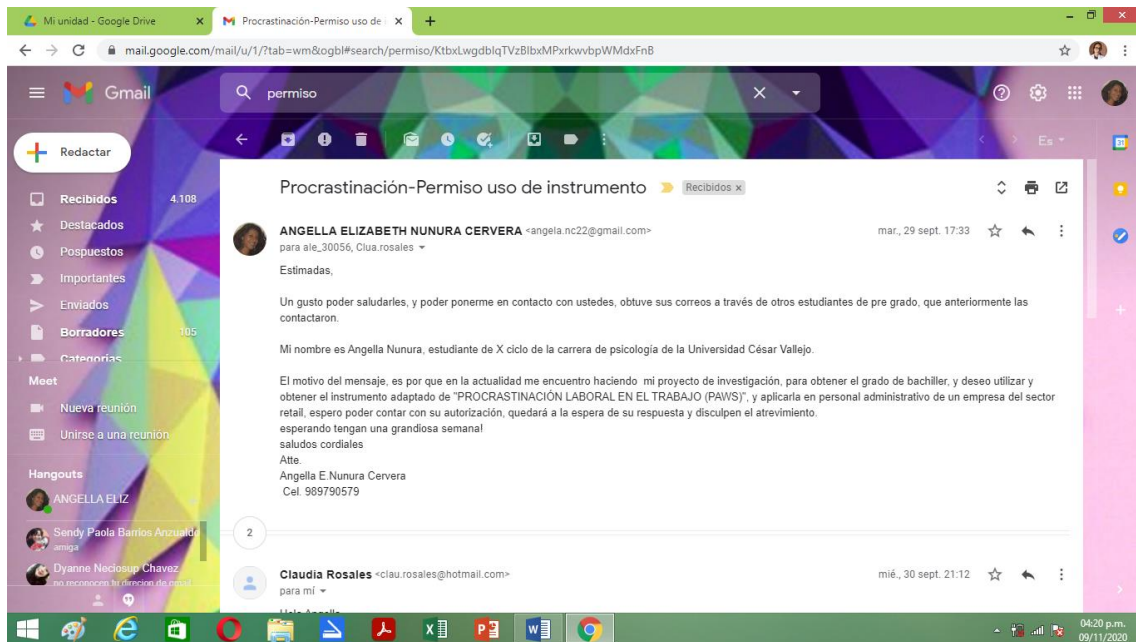 Mi unidad - Google Drive
Procrastinación-Permiso uso de
mail.google.com/mail/u/1/?tab=wm&ogbl#search/permiso/KtbxLwgdblqTVzBlbxMPxrkwvbpWMdxFnB
Gmail
permiso
Redactar
Es
31
Procrastinación-Permiso uso de instrumento
Recibidos x
Recibidos 4.108
Destacados
Pospuestos
Importantes
Enviados
Borradores 105
Categorías
Meet
Nueva reunión
Unirse a una reunión
Hangouts
ANGELLA ELIZ
Sendy Paola Barrios Anzualdo
amiga
Dyanne Neciosup Chavez
no reconocen tu direcion de gmail
ANGELLA ELIZABETH NUNURA CERVERA <angela.nc22@gmail.com>
mar., 29 sept. 17:33
para ale_30056, Clua.rosales
Estimadas,
Un gusto poder saludarles, y poder ponerme en contacto con ustedes, obtuve sus correos a través de otros estudiantes de pre grado, que anteriormente las
contactaron.
Mi nombre es Angella Nunura, estudiante de X ciclo de la carrera de psicología de la Universidad César Vallejo.
El motivo del mensaje, es por que en la actualidad me encuentro haciendo mi proyecto de investigación, para obtener el grado de bachiller, y deseo utilizar y
obtener el instrumento adaptado de "PROCRASTINACIÓN LABORAL EN EL TRABAJO (PAWS)", y aplicarla en personal administrativo de un empresa del sector
retail, espero poder contar con su autorización, quedará a la espera de su respuesta y disculpen el atrevimiento.
esperando tengan una grandiosa semana!
saludos cordiales
Atte.
Angella E.Nunura Cervera
Cel. 989790579
2
Claudia Rosales <clau.rosales@hotmail.com>
mié., 30 sept. 21:12
para mí
04:20 p.m.
09/11/2020